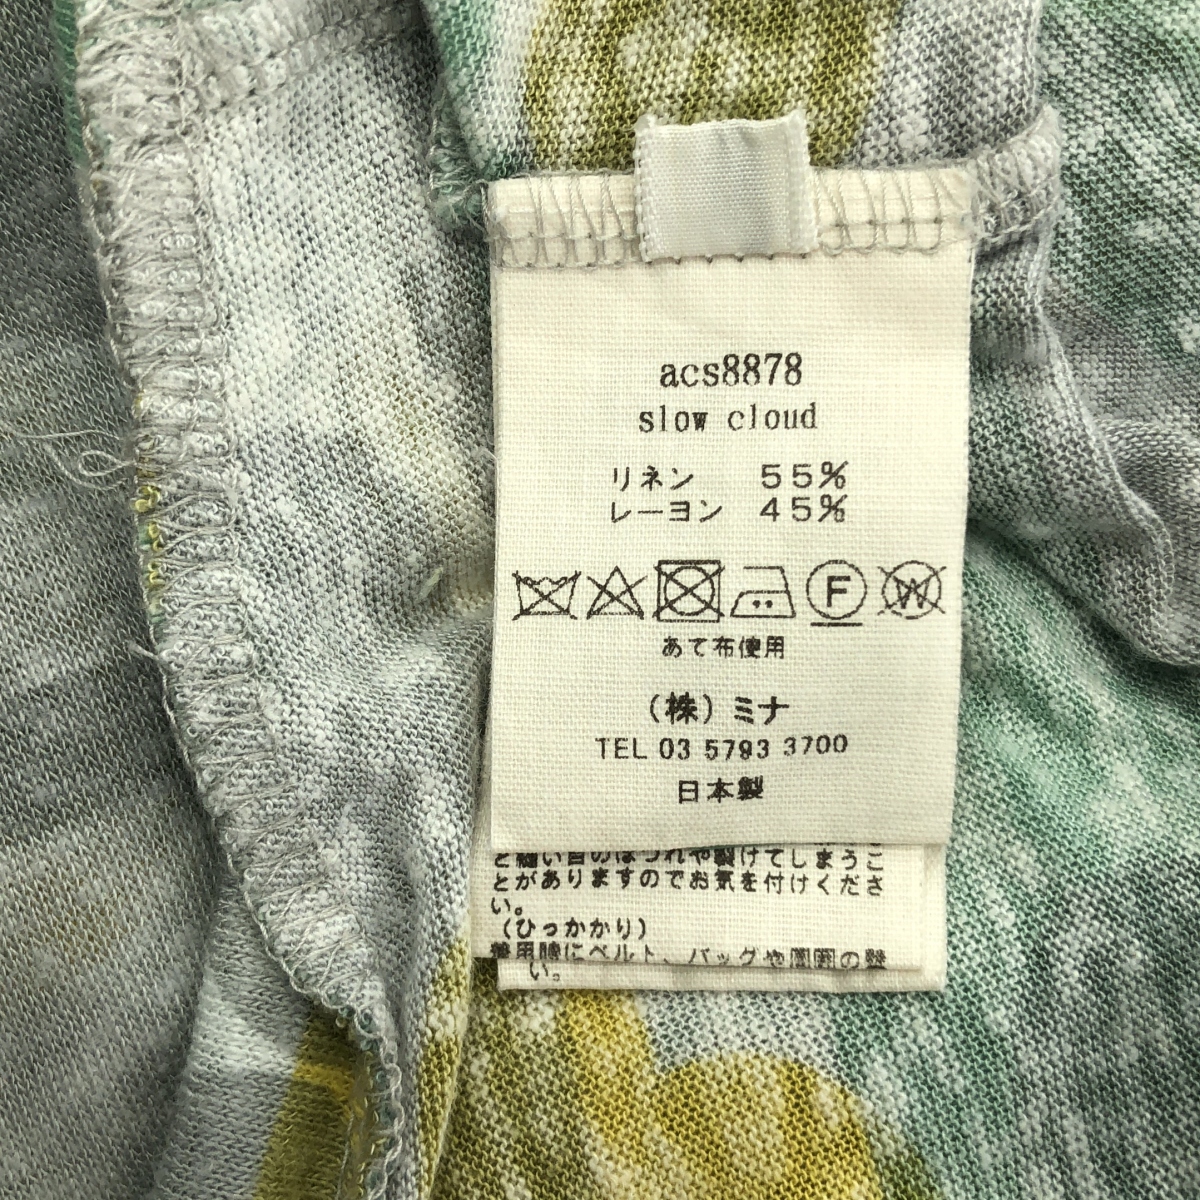 acs8878
slow cloud
リネン 55%
レーヨン 45%
F W
あて布使用
(株)ミナ
TEL 03 5793 3700
日本製
と縫い目のほつれや裂けてしまうこ
とがありますのでお気を付けくださ
い。
(ひっかかり)
着用時にベルト、バッグや周囲の壁
い。